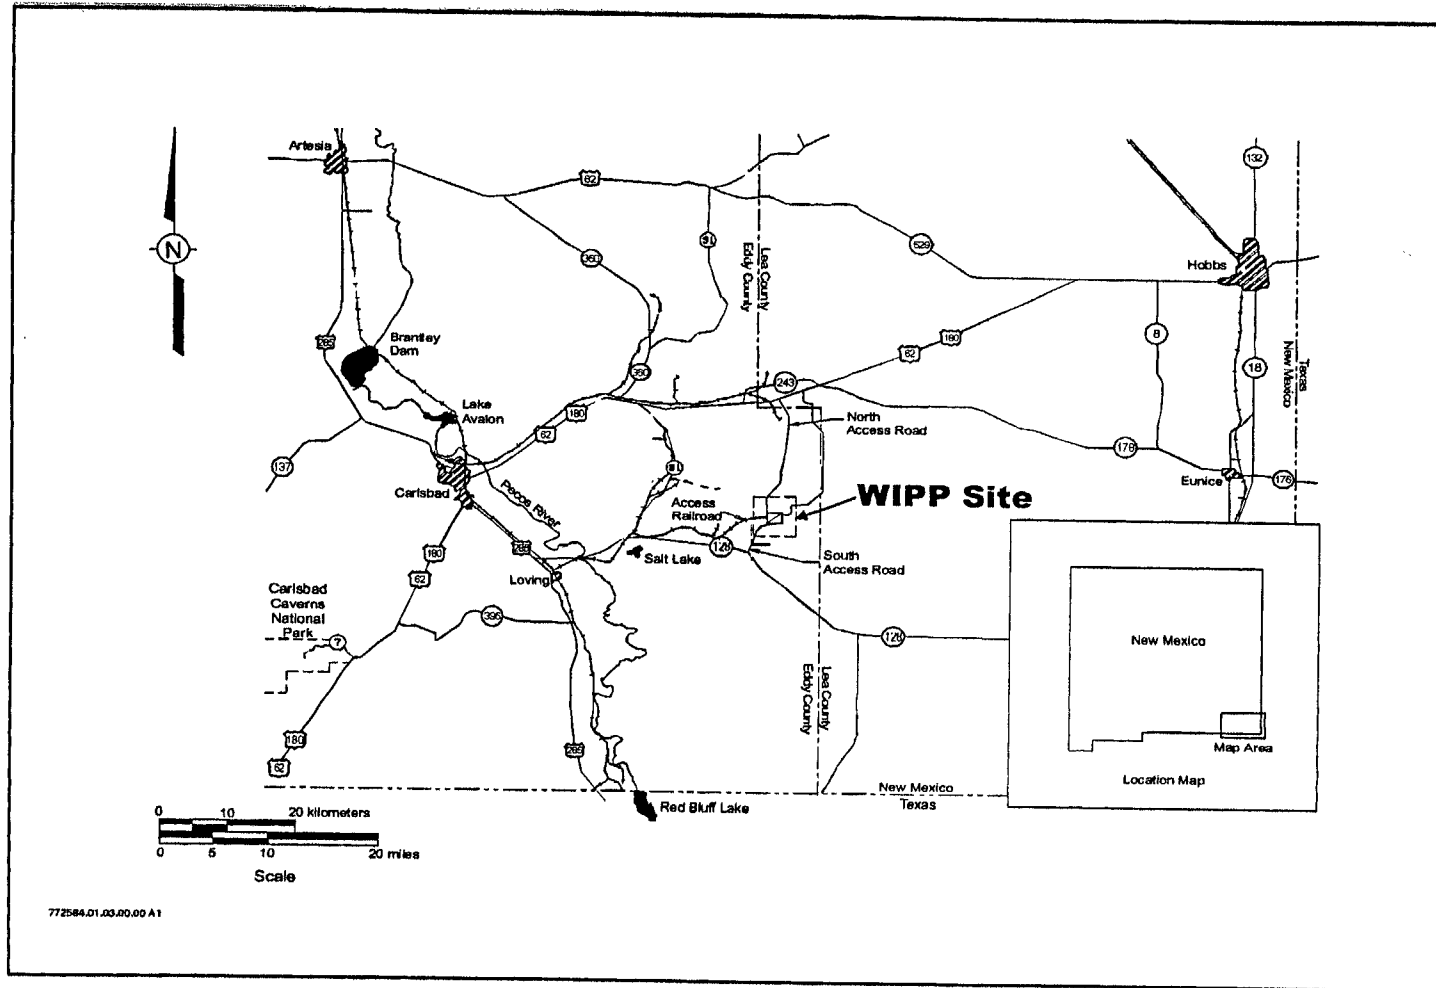 Artesia
82
132
N
91
360
529
Lea County
Eddy County
Hobbs
285
Brantley
Dam
8
180
62
Texas
New Mexico
360
243
18
Lake
Avalon
180
62
North
Access Road
137
178
Carlsbad
Pecos River
Eunice
176
Access
Railroad
WIPP Site
180
62
285
128
Salt Lake
South
Access Road
Loving
Carlsbad
Caverns
National
Park
7
396
128
New Mexico
Lea County
Eddy County
180
62
285
Map Area
Location Map
New Mexico
Texas
Red Bluff Lake
0 10 20 kilometers
0 5 10 20 miles
Scale
772584.01.03.00.00 A1